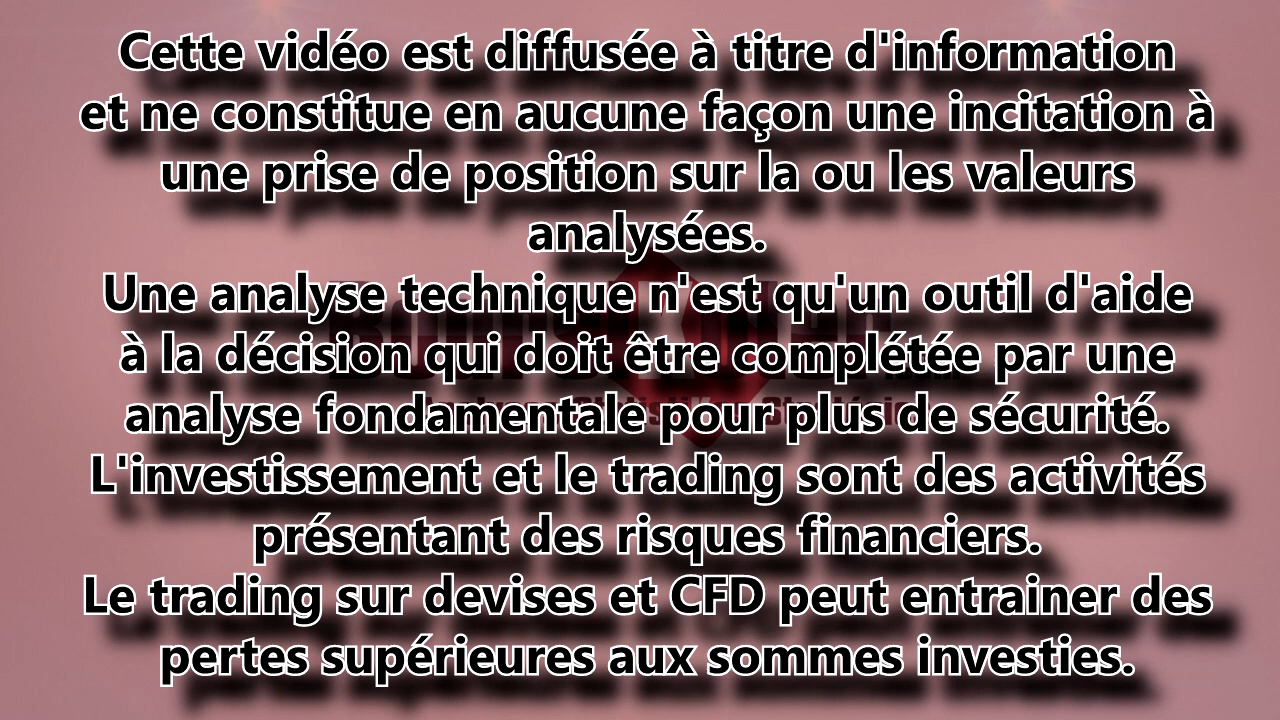 Cette vidéo est diffusée à titre d'information
et ne constitue en aucune façon une incitation à
une prise de position sur la ou les valeurs
analysées.
Une analyse technique n'est qu'un outil d'aide
à la décision qui doit être complétée par une
analyse fondamentale pour plus de sécurité.
L'investissement et le trading sont des activités
présentant des risques financiers.
Le trading sur devises et CFD peut entrainer des
pertes supérieures aux sommes investies.